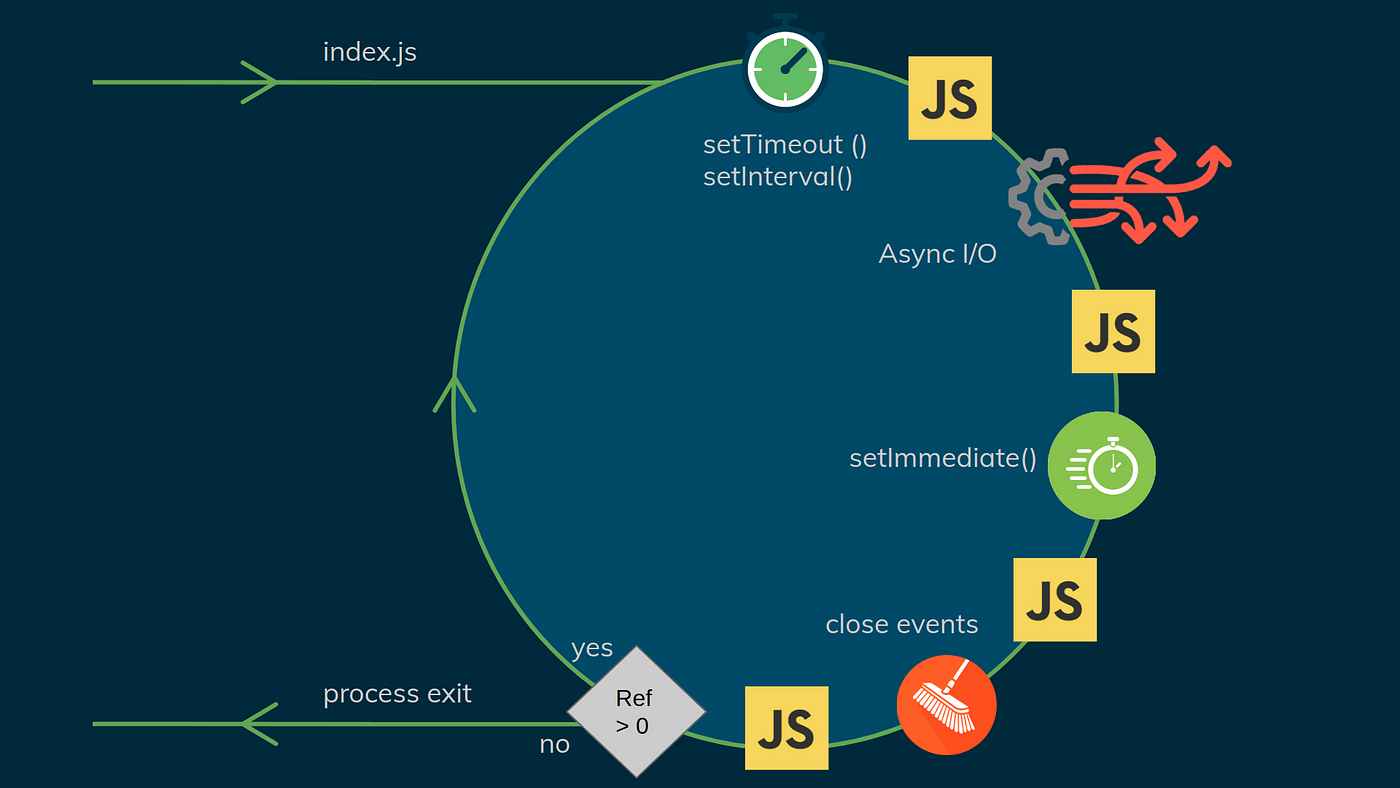 index.js
JS
setTimeout ()
setInterval()
Async I/O
JS
setImmediate()
JS
close events
yes
Ref
> 0
process exit
JS
no